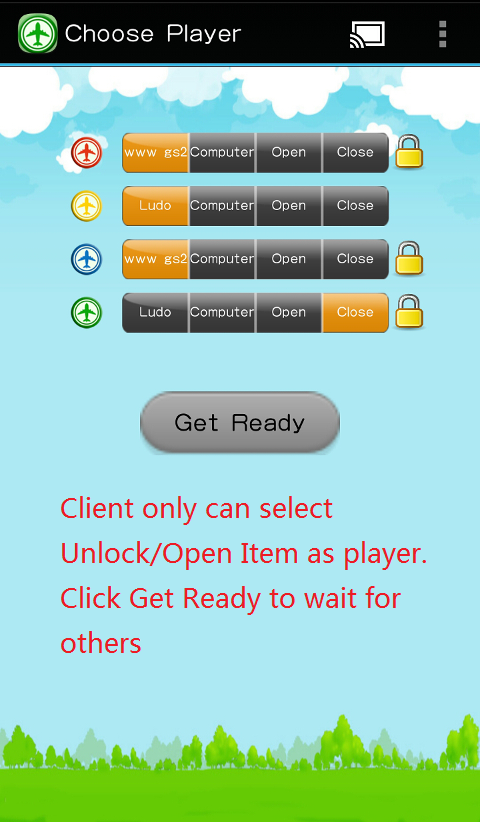 Choose Player
www gs2 Computer Open Close
Ludo Computer Open Close
www gs2 Computer Open Close
Ludo Computer Open Close
Get Ready
Client only can select
Unlock/Open Item as player.
Click Get Ready to wait for
others